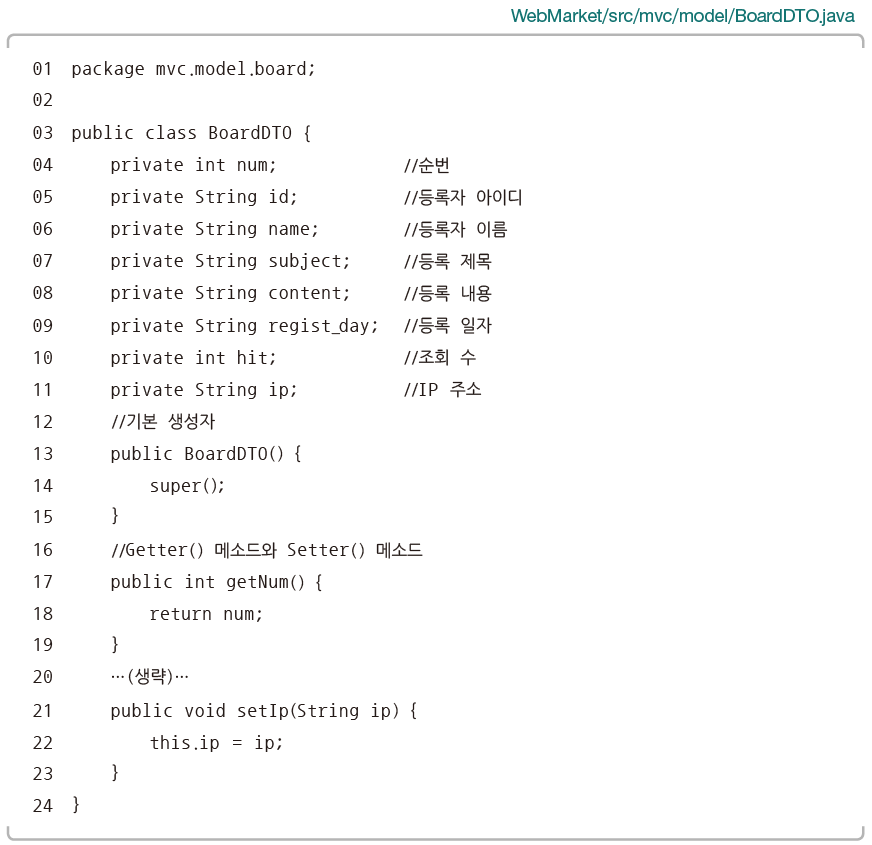 WebMarket/src/mvc/model/BoardDTO.java
01 package mvc.model.board;
02
03 public class BoardDTO {
04 private int num; //순번
05 private String id; //등록자 아이디
06 private String name; //등록자 이름
07 private String subject; //등록 제목
08 private String content; //등록 내용
09 private String regist_day; //등록 일자
10 private int hit; //조회 수
11 private String ip; //IP 주소
12 //기본 생성자
13 public BoardDTO() {
14 super();
15 }
16 //Getter() 메소드와 Setter() 메소드
17 public int getNum() {
18 return num;
19 }
20 …(생략)…
21 public void setIp(String ip) {
22 this.ip = ip;
23 }
24 }